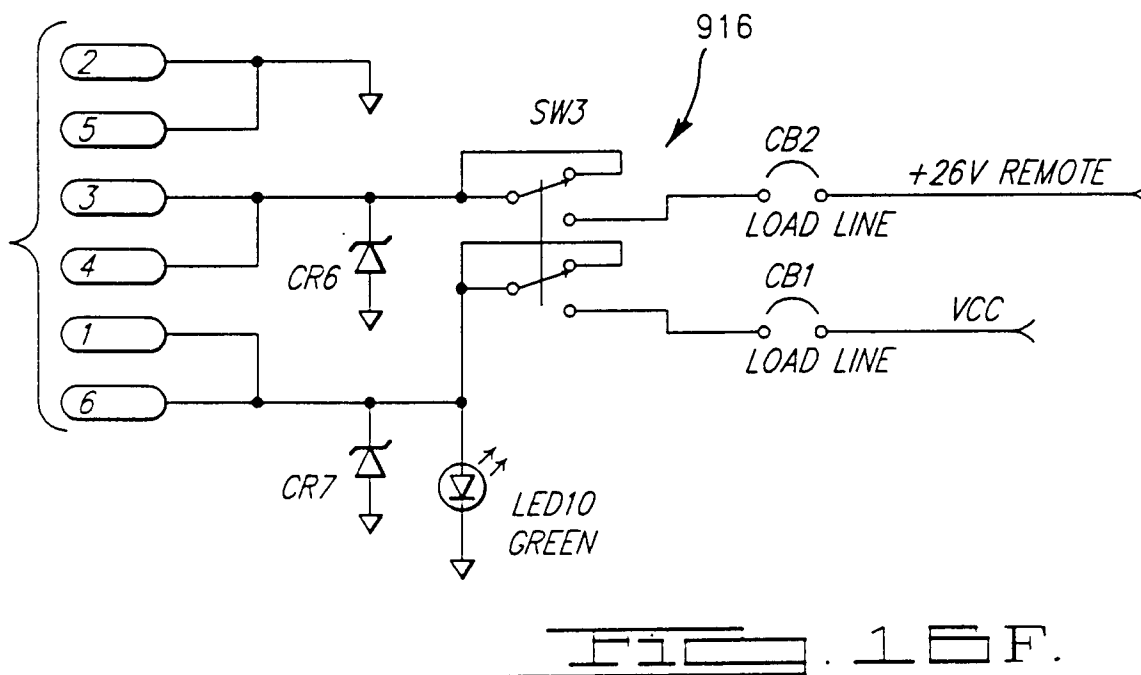 916
2
5
SW3
CB2
3
+26V REMOTE
LOAD LINE
4
CR6
CB1
1
VCC
LOAD LINE
6
CR7
LED10
GREEN
FIG. 16F.